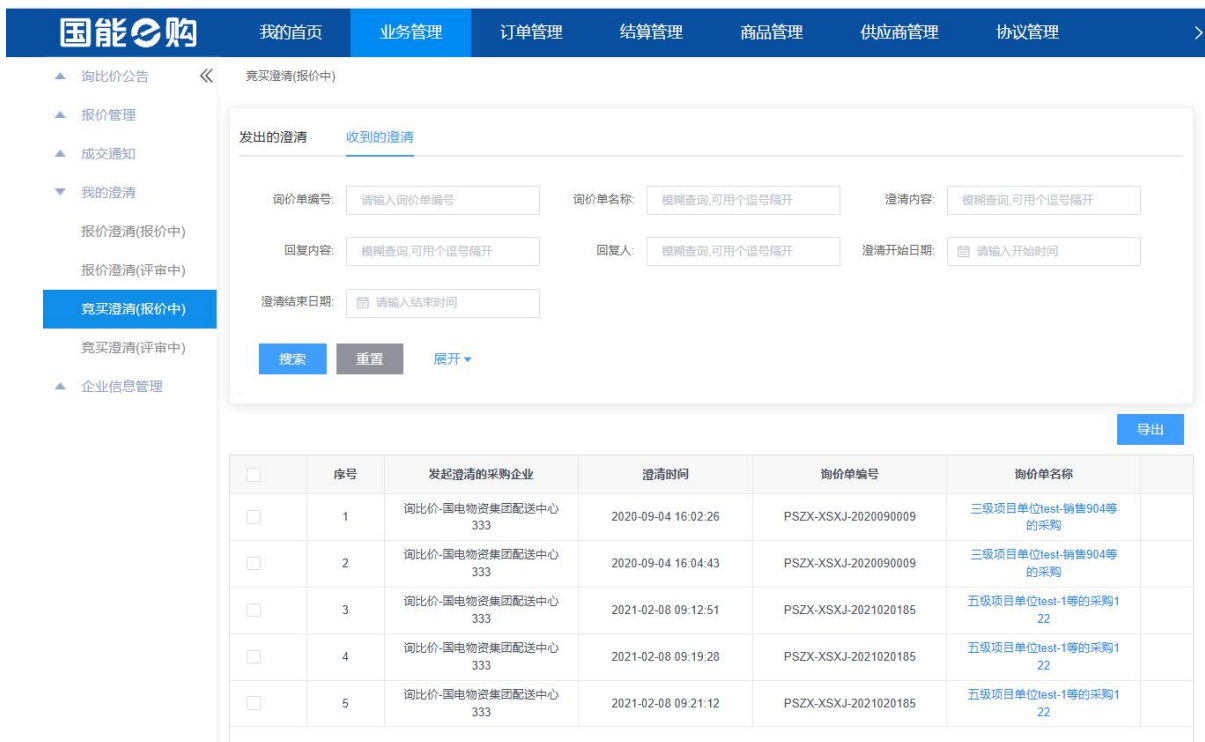 国能e购 我的首页 业务管理 订单管理 结算管理 商品管理 供应商管理 协议管理
询比价公告
报价管理
成交通知
我的澄清
报价澄清(报价中)
报价澄清(评审中)
竞买澄清(报价中)
竞买澄清(评审中)
企业信息管理
竞买澄清(报价中)
发出的澄清 收到的澄清
询价单编号: 请输入询价单编号 询价单名称: 模糊查询,可用个逗号隔开 澄清内容: 模糊查询,可用个逗号隔开
回复内容: 模糊查询,可用个逗号隔开 回复人: 模糊查询,可用个逗号隔开 澄清开始日期: 请输入开始时间
澄清结束日期: 请输入结束时间
搜索 重置 展开
导出
序号 发起澄清的采购企业 澄清时间 询价单编号 询价单名称
1 询比价-国电物资集团配送中心 2020-09-04 16:02:26 PSZX-XSXJ-2020090009 三级项目单位test-销售904等
333 的采购
2 询比价-国电物资集团配送中心 2020-09-04 16:04:43 PSZX-XSXJ-2020090009 三级项目单位test-销售904等
333 的采购
3 询比价-国电物资集团配送中心 2021-02-08 09:12:51 PSZX-XSXJ-2021020185 五级项目单位test-1等的采购1
333 22
4 询比价-国电物资集团配送中心 2021-02-08 09:19:28 PSZX-XSXJ-2021020185 五级项目单位test-1等的采购1
333 22
5 询比价-国电物资集团配送中心 2021-02-08 09:21:12 PSZX-XSXJ-2021020185 五级项目单位test-1等的采购1
333 22